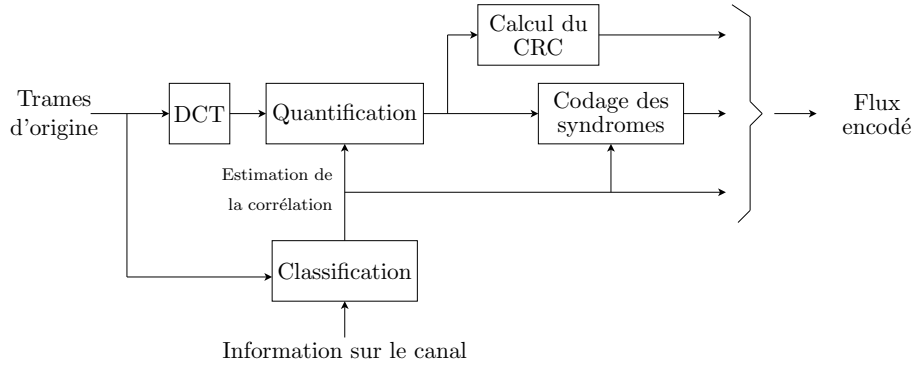 Calcul du
CRC
Trames
d'origine
DCT
Quantification
Codage des
syndromes
Flux
encodé
Estimation de
la corrélation
Classification
Information sur le canal